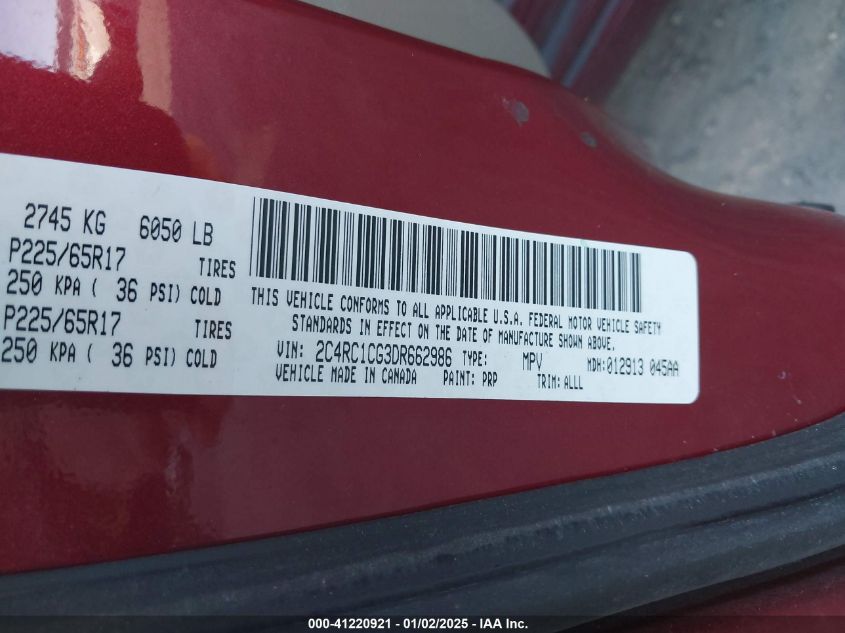 2745 KG 6050 LB
P225/65R17 TIRES
250 KPA ( 36 PSI) COLD
P225/65R17 TIRES
250 KPA ( 36 PSI) COLD
THIS VEHICLE CONFORMS TO ALL APPLICABLE U.S.A. FEDERAL MOTOR VEHICLE SAFETY
STANDARDS IN EFFECT ON THE DATE OF MANUFACTURE SHOWN ABOVE.
VIN: 2C4RC1CG3DR662986 TYPE: MPV MDH:012913 045AA
VEHICLE MADE IN CANADA PAINT: PRP TRIM: ALLL
000-41220921 | 01/02/2025 - IAA Inc.